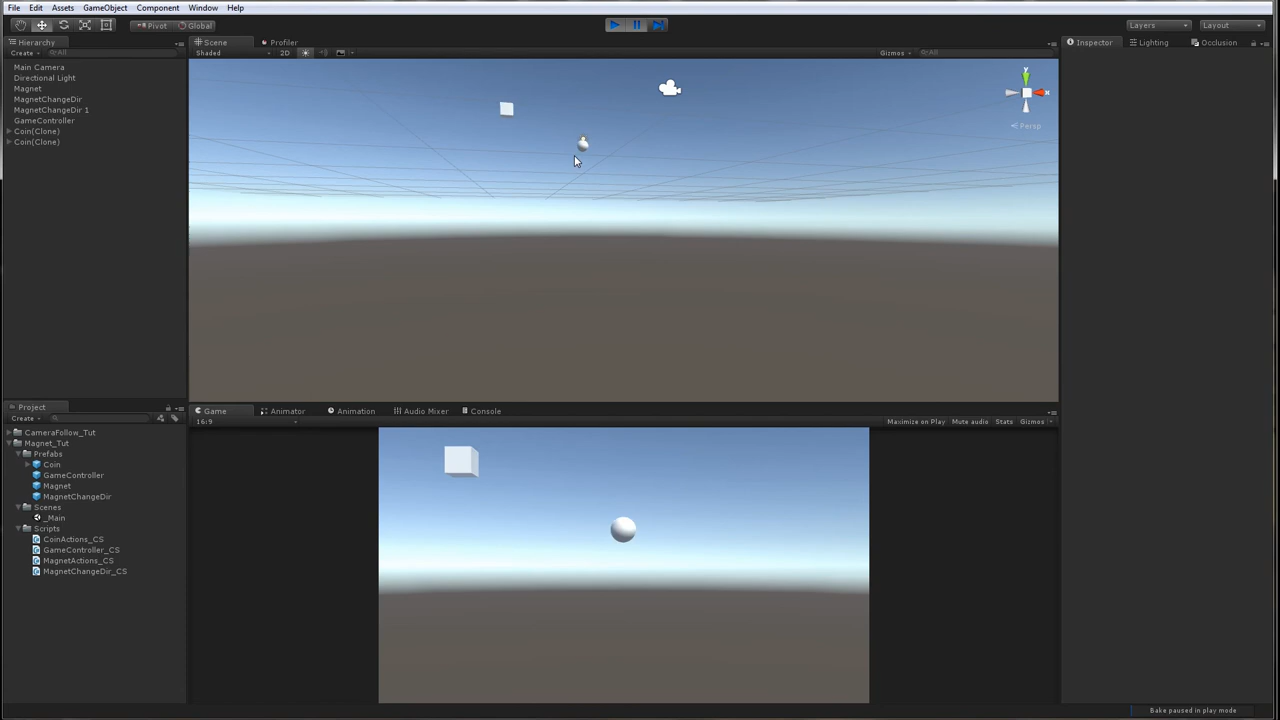 File Edit Assets GameObject Component Window Help
Pivot Global Layers Layout
Hierarchy Scene Profiler Inspector Lighting Occlusion
Create All Shaded 2D Gizmos All
Main Camera
Directional Light
Magnet
MagnetChangeDir
MagnetChangeDir 1
GameController
Coin(Clone)
Coin(Clone)
y
x
Persp
Project Game Animator Animation Audio Mixer Console
Create 16:9 Maximize on Play Mute audio Stats Gizmos
CameraFollow_Tut
Magnet_Tut
Prefabs
Coin
GameController
Magnet
MagnetChangeDir
Scenes
_Main
Scripts
CoinActions_CS
GameController_CS
MagnetActions_CS
MagnetChangeDir_CS
Bake paused in play mode